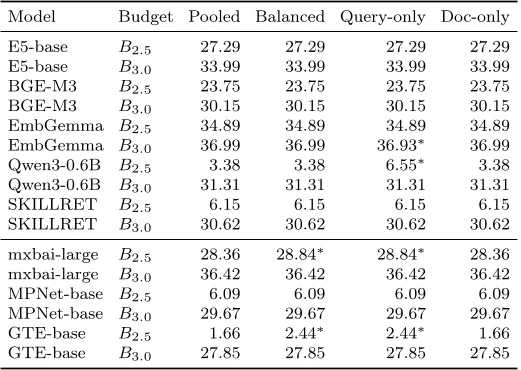 Model Budget Pooled Balanced Query-only Doc-only
E5-base B2.5 27.29 27.29 27.29 27.29
E5-base B3.0 33.99 33.99 33.99 33.99
BGE-M3 B2.5 23.75 23.75 23.75 23.75
BGE-M3 B3.0 30.15 30.15 30.15 30.15
EmbGemma B2.5 34.89 34.89 34.89 34.89
EmbGemma B3.0 36.99 36.99 36.93* 36.99
Qwen3-0.6B B2.5 3.38 3.38 6.55* 3.38
Qwen3-0.6B B3.0 31.31 31.31 31.31 31.31
SKILLRET B2.5 6.15 6.15 6.15 6.15
SKILLRET B3.0 30.62 30.62 30.62 30.62
mxbai-large B2.5 28.36 28.84* 28.84* 28.36
mxbai-large B3.0 36.42 36.42 36.42 36.42
MPNet-base B2.5 6.09 6.09 6.09 6.09
MPNet-base B3.0 29.67 29.67 29.67 29.67
GTE-base B2.5 1.66 2.44* 2.44* 1.66
GTE-base B3.0 27.85 27.85 27.85 27.85